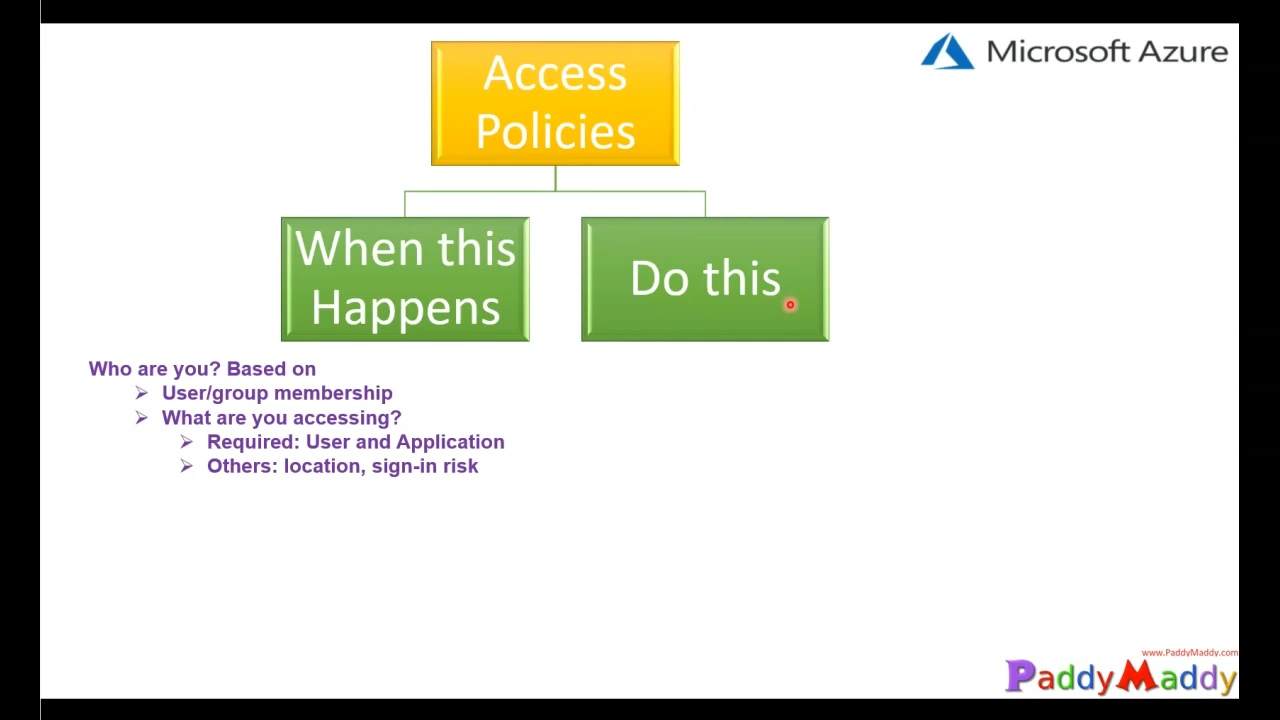 Microsoft Azure
Access
Policies
When this
Happens
Do this
Who are you? Based on
User/group membership
What are you accessing?
Required: User and Application
Others: location, sign-in risk
www.PaddyMaddy.com
PaddyMaddy